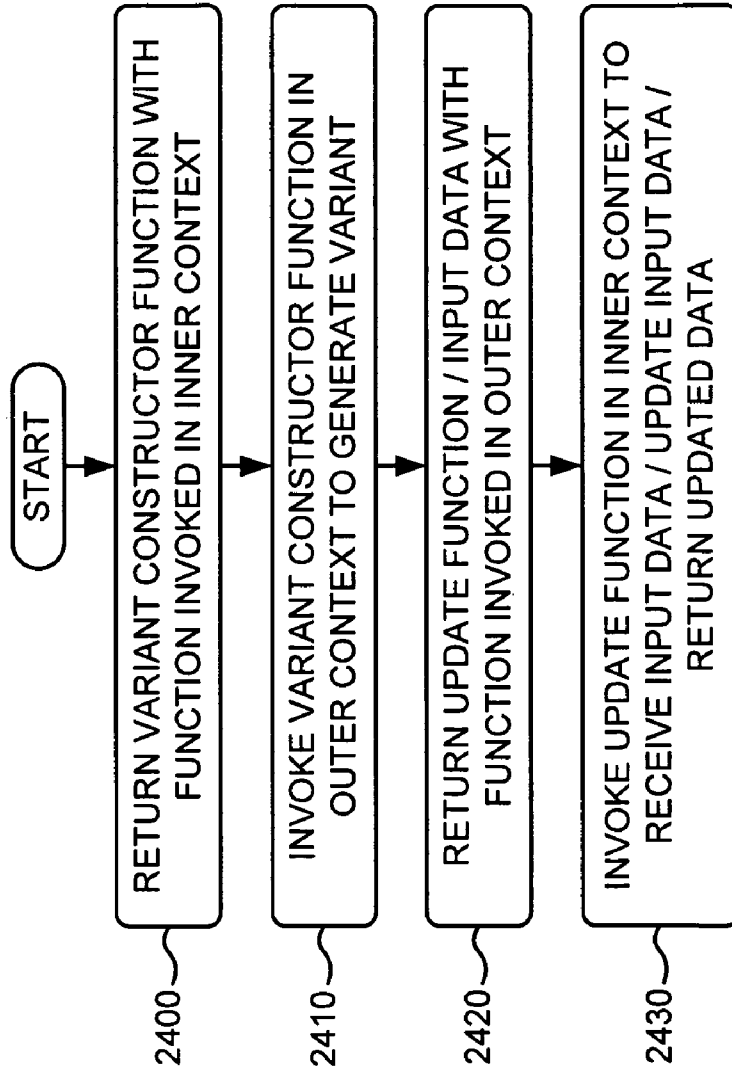 START
RETURN VARIANT CONSTRUCTOR FUNCTION WITH
FUNCTION INVOKED IN INNER CONTEXT
2400
INVOKE VARIANT CONSTRUCTOR FUNCTION IN
OUTER CONTEXT TO GENERATE VARIANT
2410
RETURN UPDATE FUNCTION / INPUT DATA WITH
FUNCTION INVOKED IN OUTER CONTEXT
2420
INVOKE UPDATE FUNCTION IN INNER CONTEXT TO
RECEIVE INPUT DATA / UPDATE INPUT DATA /
RETURN UPDATED DATA
2430